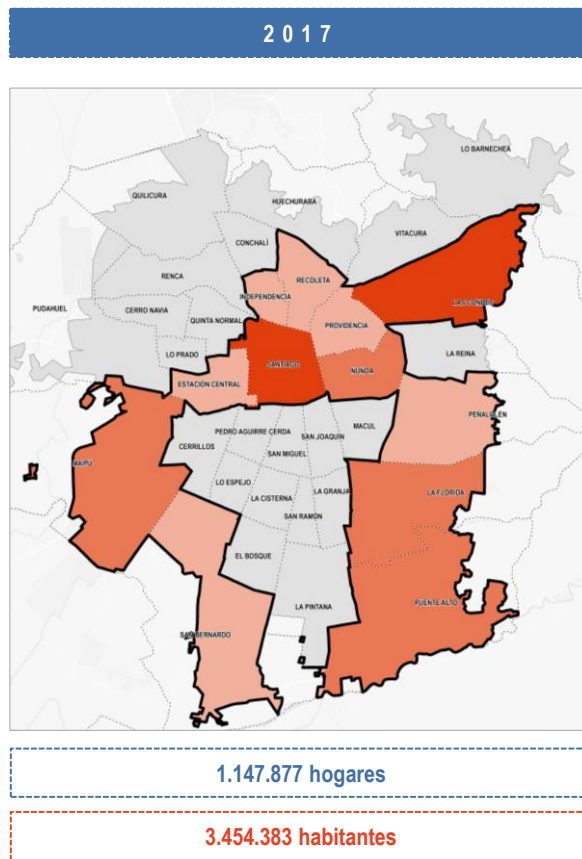 2017
LO BARNECHEA
QUILICURA
HUECHURABA
VITACURA
CONCHALÍ
RECOLETA
RENCA
INDEPENDENCIA
LAS CONDES
PUDAHUEL
CERRO NAVIA
QUINTA NORMAL
PROVIDENCIA
LO PRADO
LA REINA
SANTIAGO
ÑUÑOA
ESTACIÓN CENTRAL
PEÑALOLÉN
MACUL
PEDRO AGUIRRE CERDA
SAN JOAQUÍN
CERRILLOS
SAN MIGUEL
MAIPÚ
LO ESPEJO
LA GRANJA
LA FLORIDA
LA CISTERNA
SAN RAMÓN
EL BOSQUE
PUENTE ALTO
LA PINTANA
SAN BERNARDO
1.147.877 hogares
3.454.383 habitantes